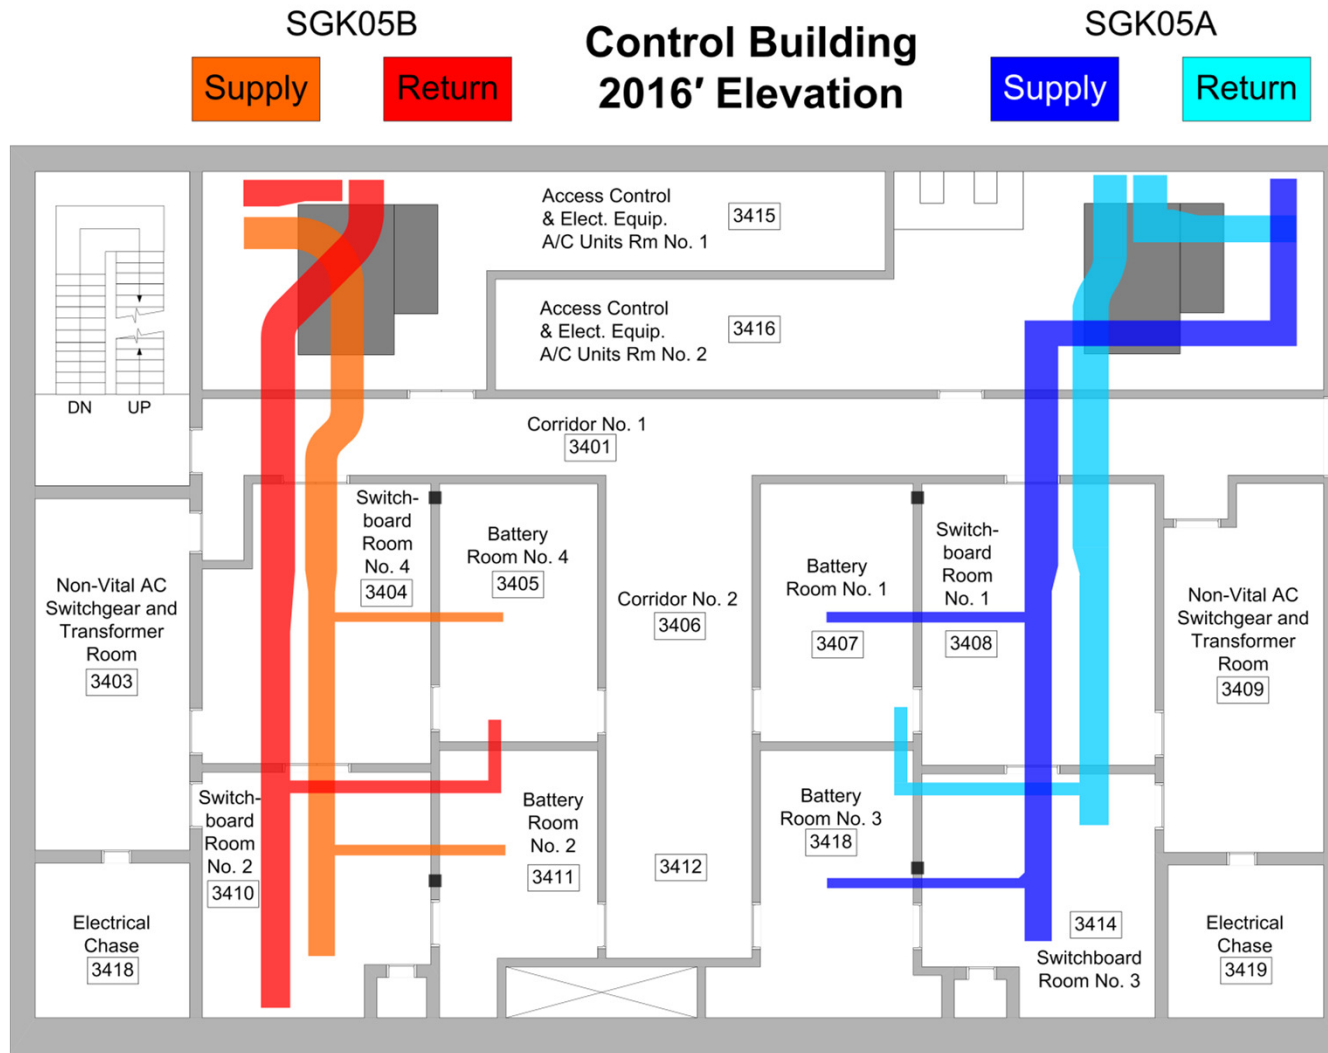 SGK05B
Supply
Return
Control Building
2016′ Elevation
SGK05A
Supply
Return
Access Control
& Elect. Equip.
A/C Units Rm No. 1
3415
Access Control
& Elect. Equip.
A/C Units Rm No. 2
3416
DN
UP
Corridor No. 1
3401
Switch-
board
Room
No. 4
3404
Battery
Room No. 4
3405
Corridor No. 2
3406
Battery
Room No. 1
3407
Switch-
board
Room
No. 1
3408
Non-Vital AC
Switchgear and
Transformer
Room
3403
Non-Vital AC
Switchgear and
Transformer
Room
3409
Switch-
board
Room
No. 2
3410
Battery
Room
No. 2
3411
3412
Battery
Room No. 3
3418
3414
Switchboard
Room No. 3
Electrical
Chase
3418
Electrical
Chase
3419